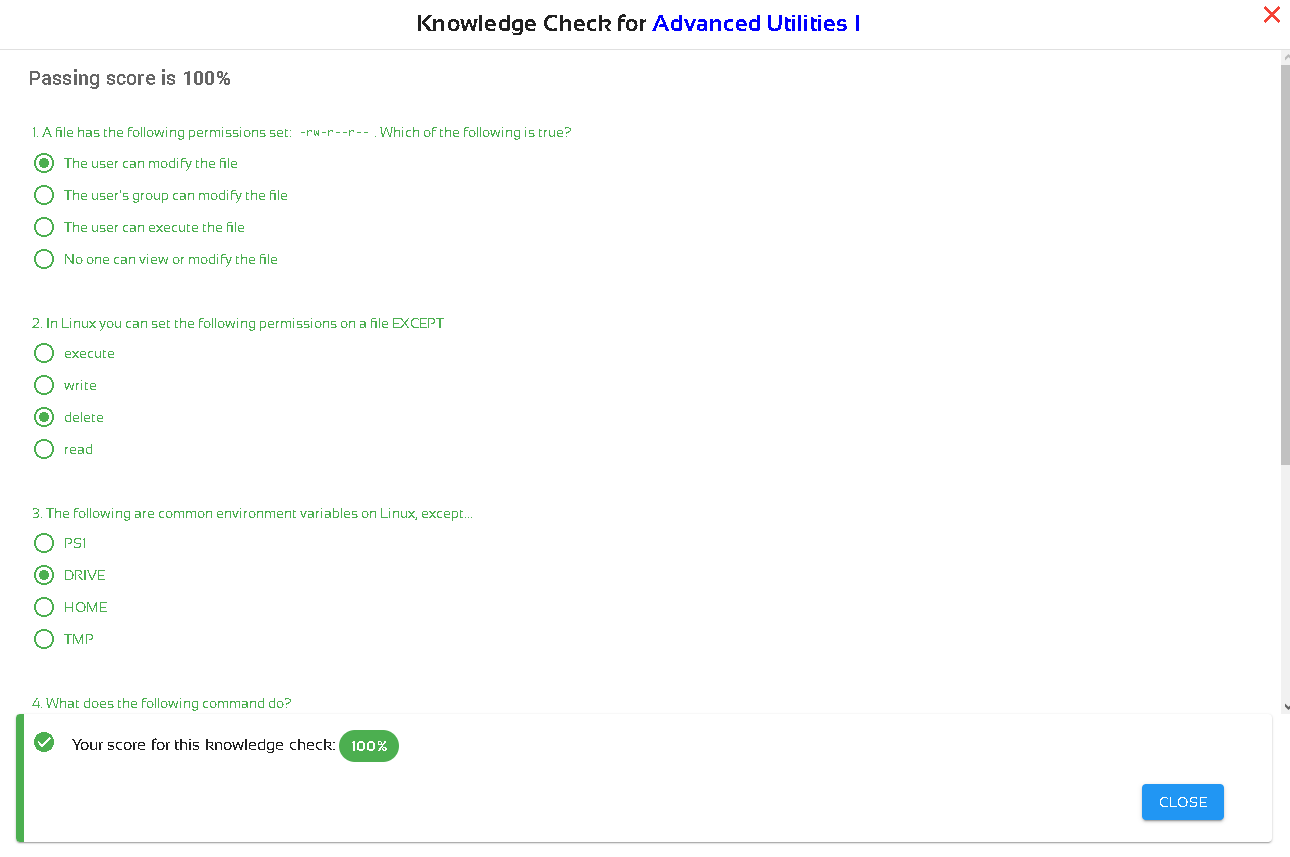 Knowledge Check for Advanced Utilities I
Passing score is 100%
1. A file has the following permissions set: -rw-r--r-- . Which of the following is true?
The user can modify the file
The user's group can modify the file
The user can execute the file
No one can view or modify the file
2. In Linux you can set the following permissions on a file EXCEPT
execute
write
delete
read
3. The following are common environment variables on Linux, except...
PS1
DRIVE
HOME
TMP
4. What does the following command do?
Your score for this knowledge check: 100%
CLOSE